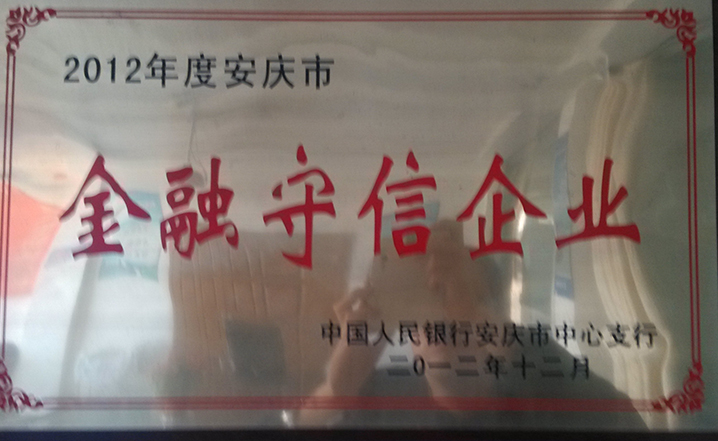 2012年度安庆市
金融守信企业
中国人民银行安庆市中心支行
二0一二年十二月